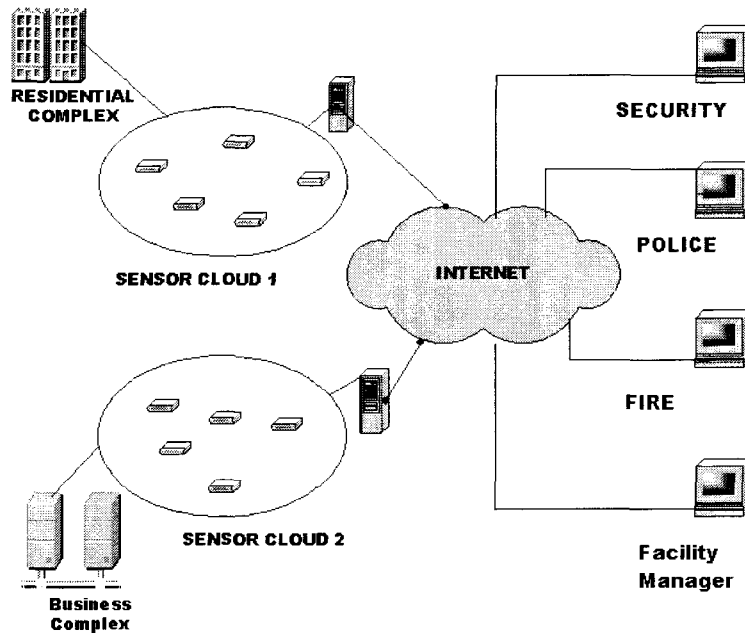 RESIDENTIAL
COMPLEX
SECURITY
POLICE
INTERNET
SENSOR CLOUD 1
FIRE
SENSOR CLOUD 2
Facility
Manager
Business
Complex